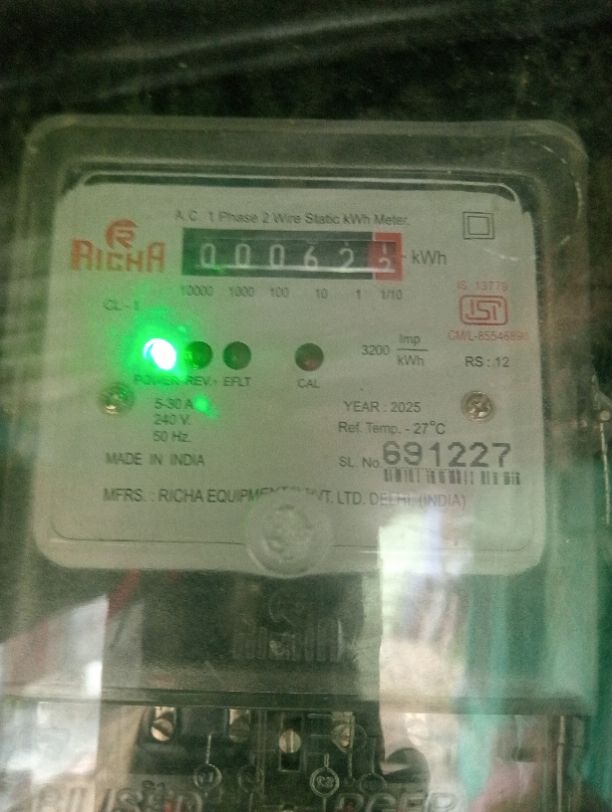 A.C. 1 Phase 2 Wire Static kWh Meter.
RICHA
0 0 0 6 2 kWh
10000 1000 100 10 1 1/10
IS 13779
CL - 1
ISI
3200 Imp/kWh
RS : 12
POWER REV. EFLT CAL
5-30 A
240 V.
50 Hz.
YEAR : 2025
Ref. Temp. - 27°C
MADE IN INDIA
SL. No. 691227
MFRS. : RICHA LTD. DELHI. (INDIA)